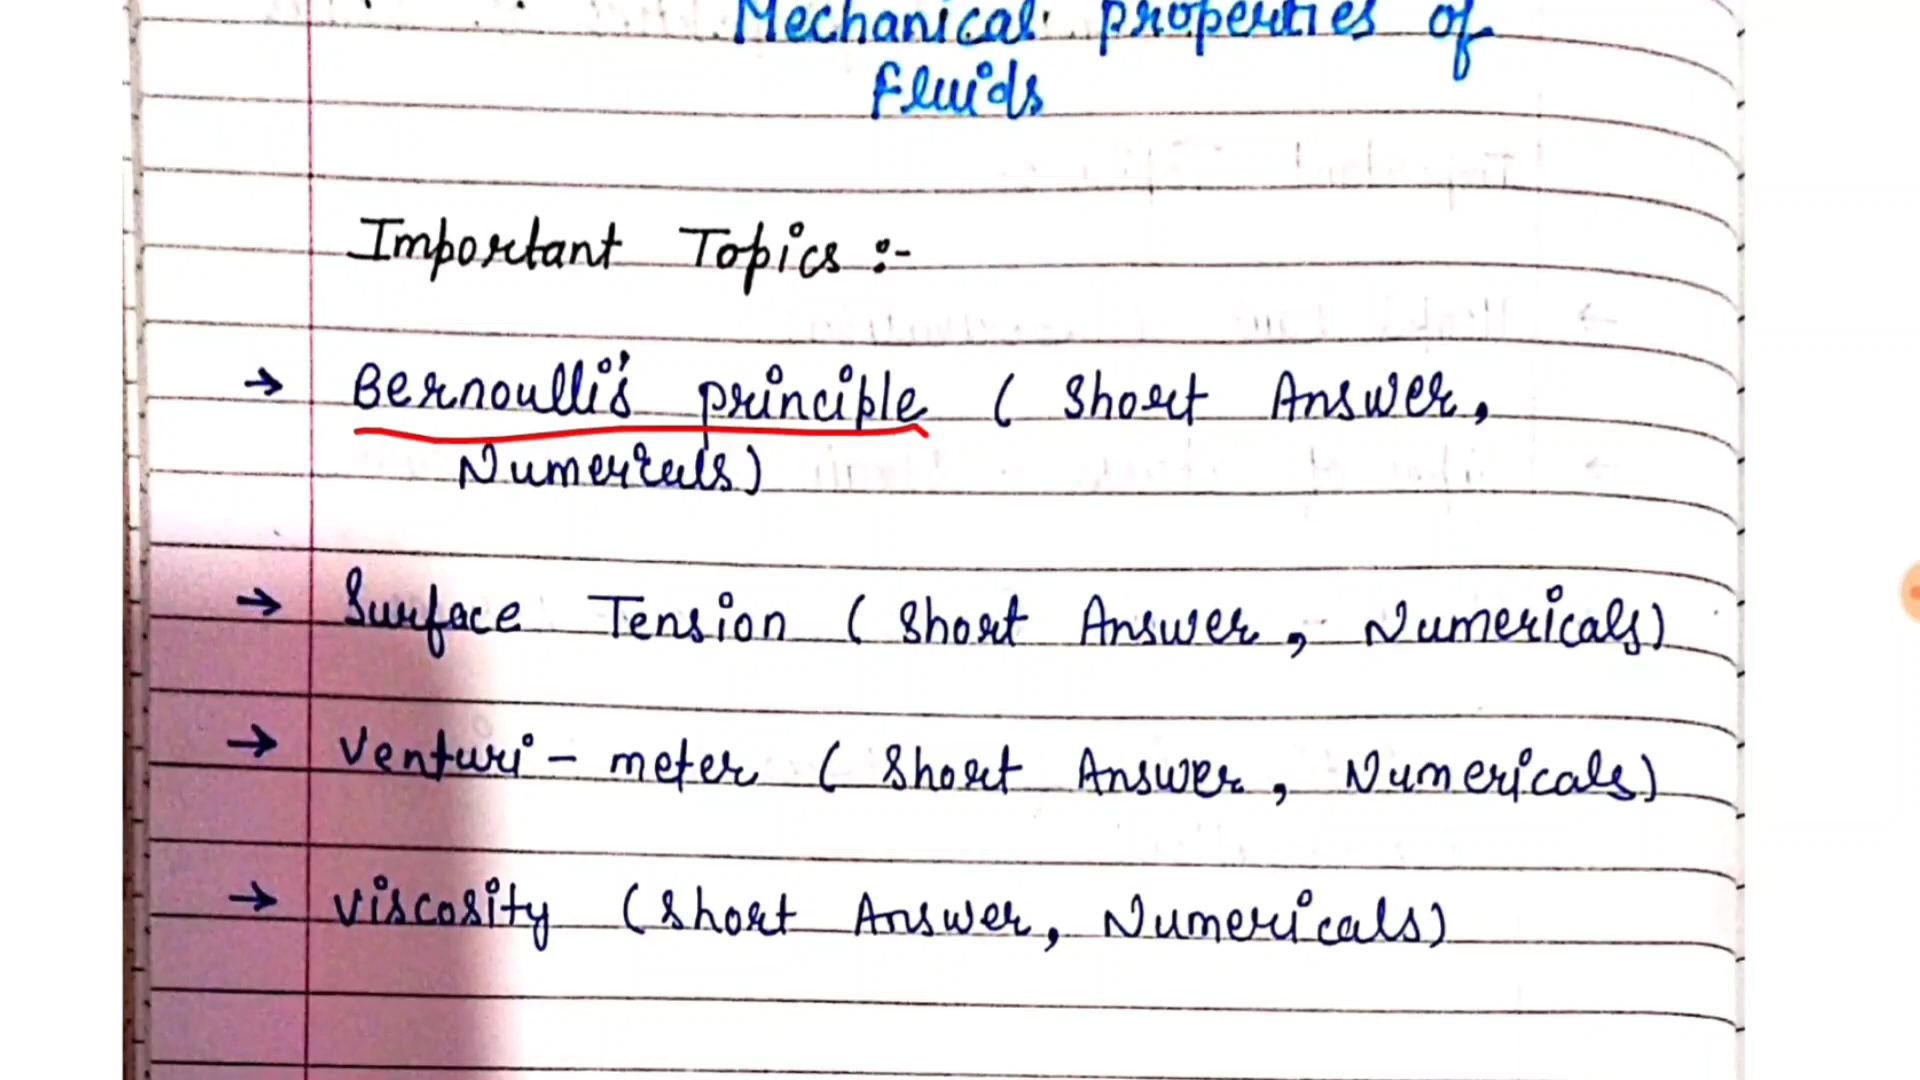 Mechanical properties of
Fluids
Important Topics :-
→ Bernoulli's principle ( Short Answer,
Numericals)
→ Surface Tension ( Short Answer, Numericals)
→ Venturi - meter ( Short Answer, Numericals)
→ Viscosity (Short Answer, Numericals)